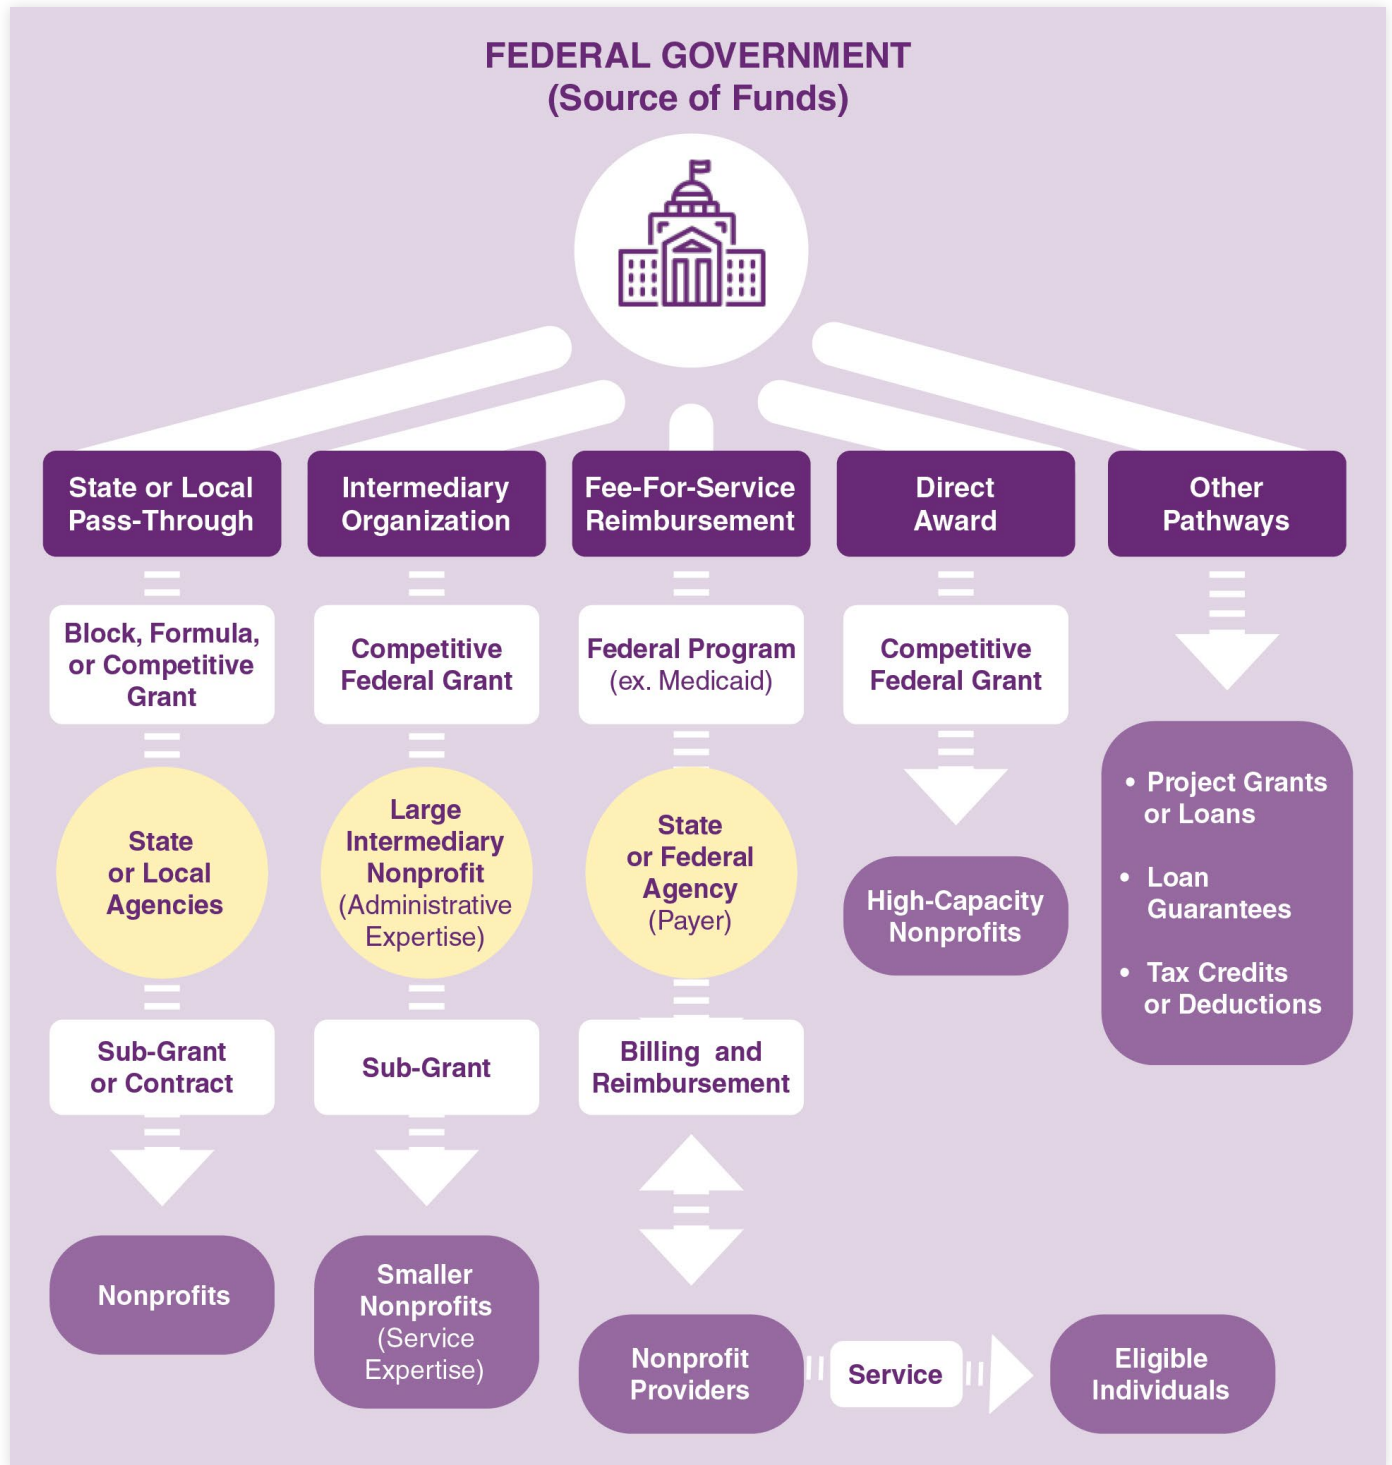 FEDERAL GOVERNMENT
(Source of Funds)
State or Local
Pass-Through
Block, Formula,
or Competitive
Grant
State
or Local
Agencies
Sub-Grant
or Contract
Nonprofits
Intermediary
Organization
Competitive
Federal Grant
Large
Intermediary
Nonprofit
(Administrative
Expertise)
Sub-Grant
Smaller
Nonprofits
(Service
Expertise)
Fee-For-Service
Reimbursement
Federal Program
(ex. Medicaid)
State
or Federal
Agency
(Payer)
Billing and
Reimbursement
Nonprofit
Providers
Service
Eligible
Individuals
Direct
Award
Competitive
Federal Grant
High-Capacity
Nonprofits
Other
Pathways
• Project Grants
or Loans
• Loan
Guarantees
• Tax Credits
or Deductions